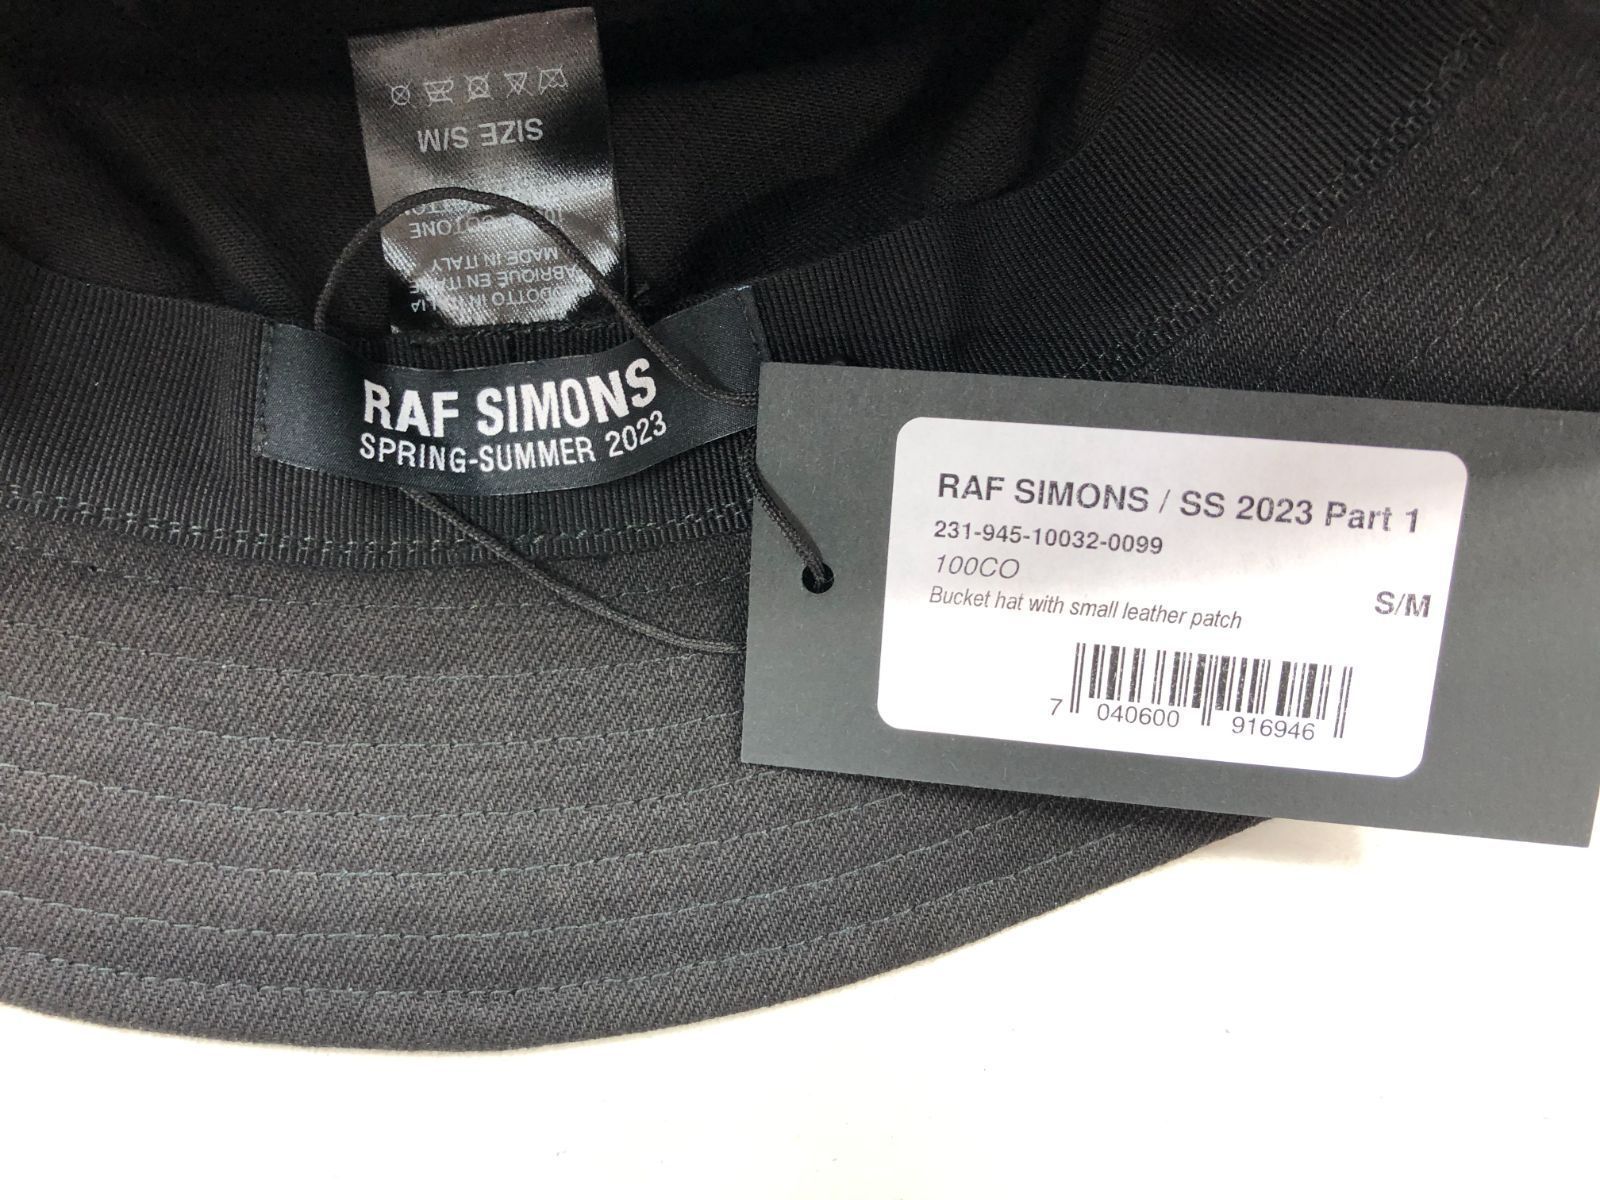 SIZE S/M
COTONE
MADE IN ITALY
RAF SIMONS
SPRING-SUMMER 2023
RAF SIMONS / SS 2023 Part 1
231-945-10032-0099
100CO
Bucket hat with small leather patch
S/M
7 040600 916946